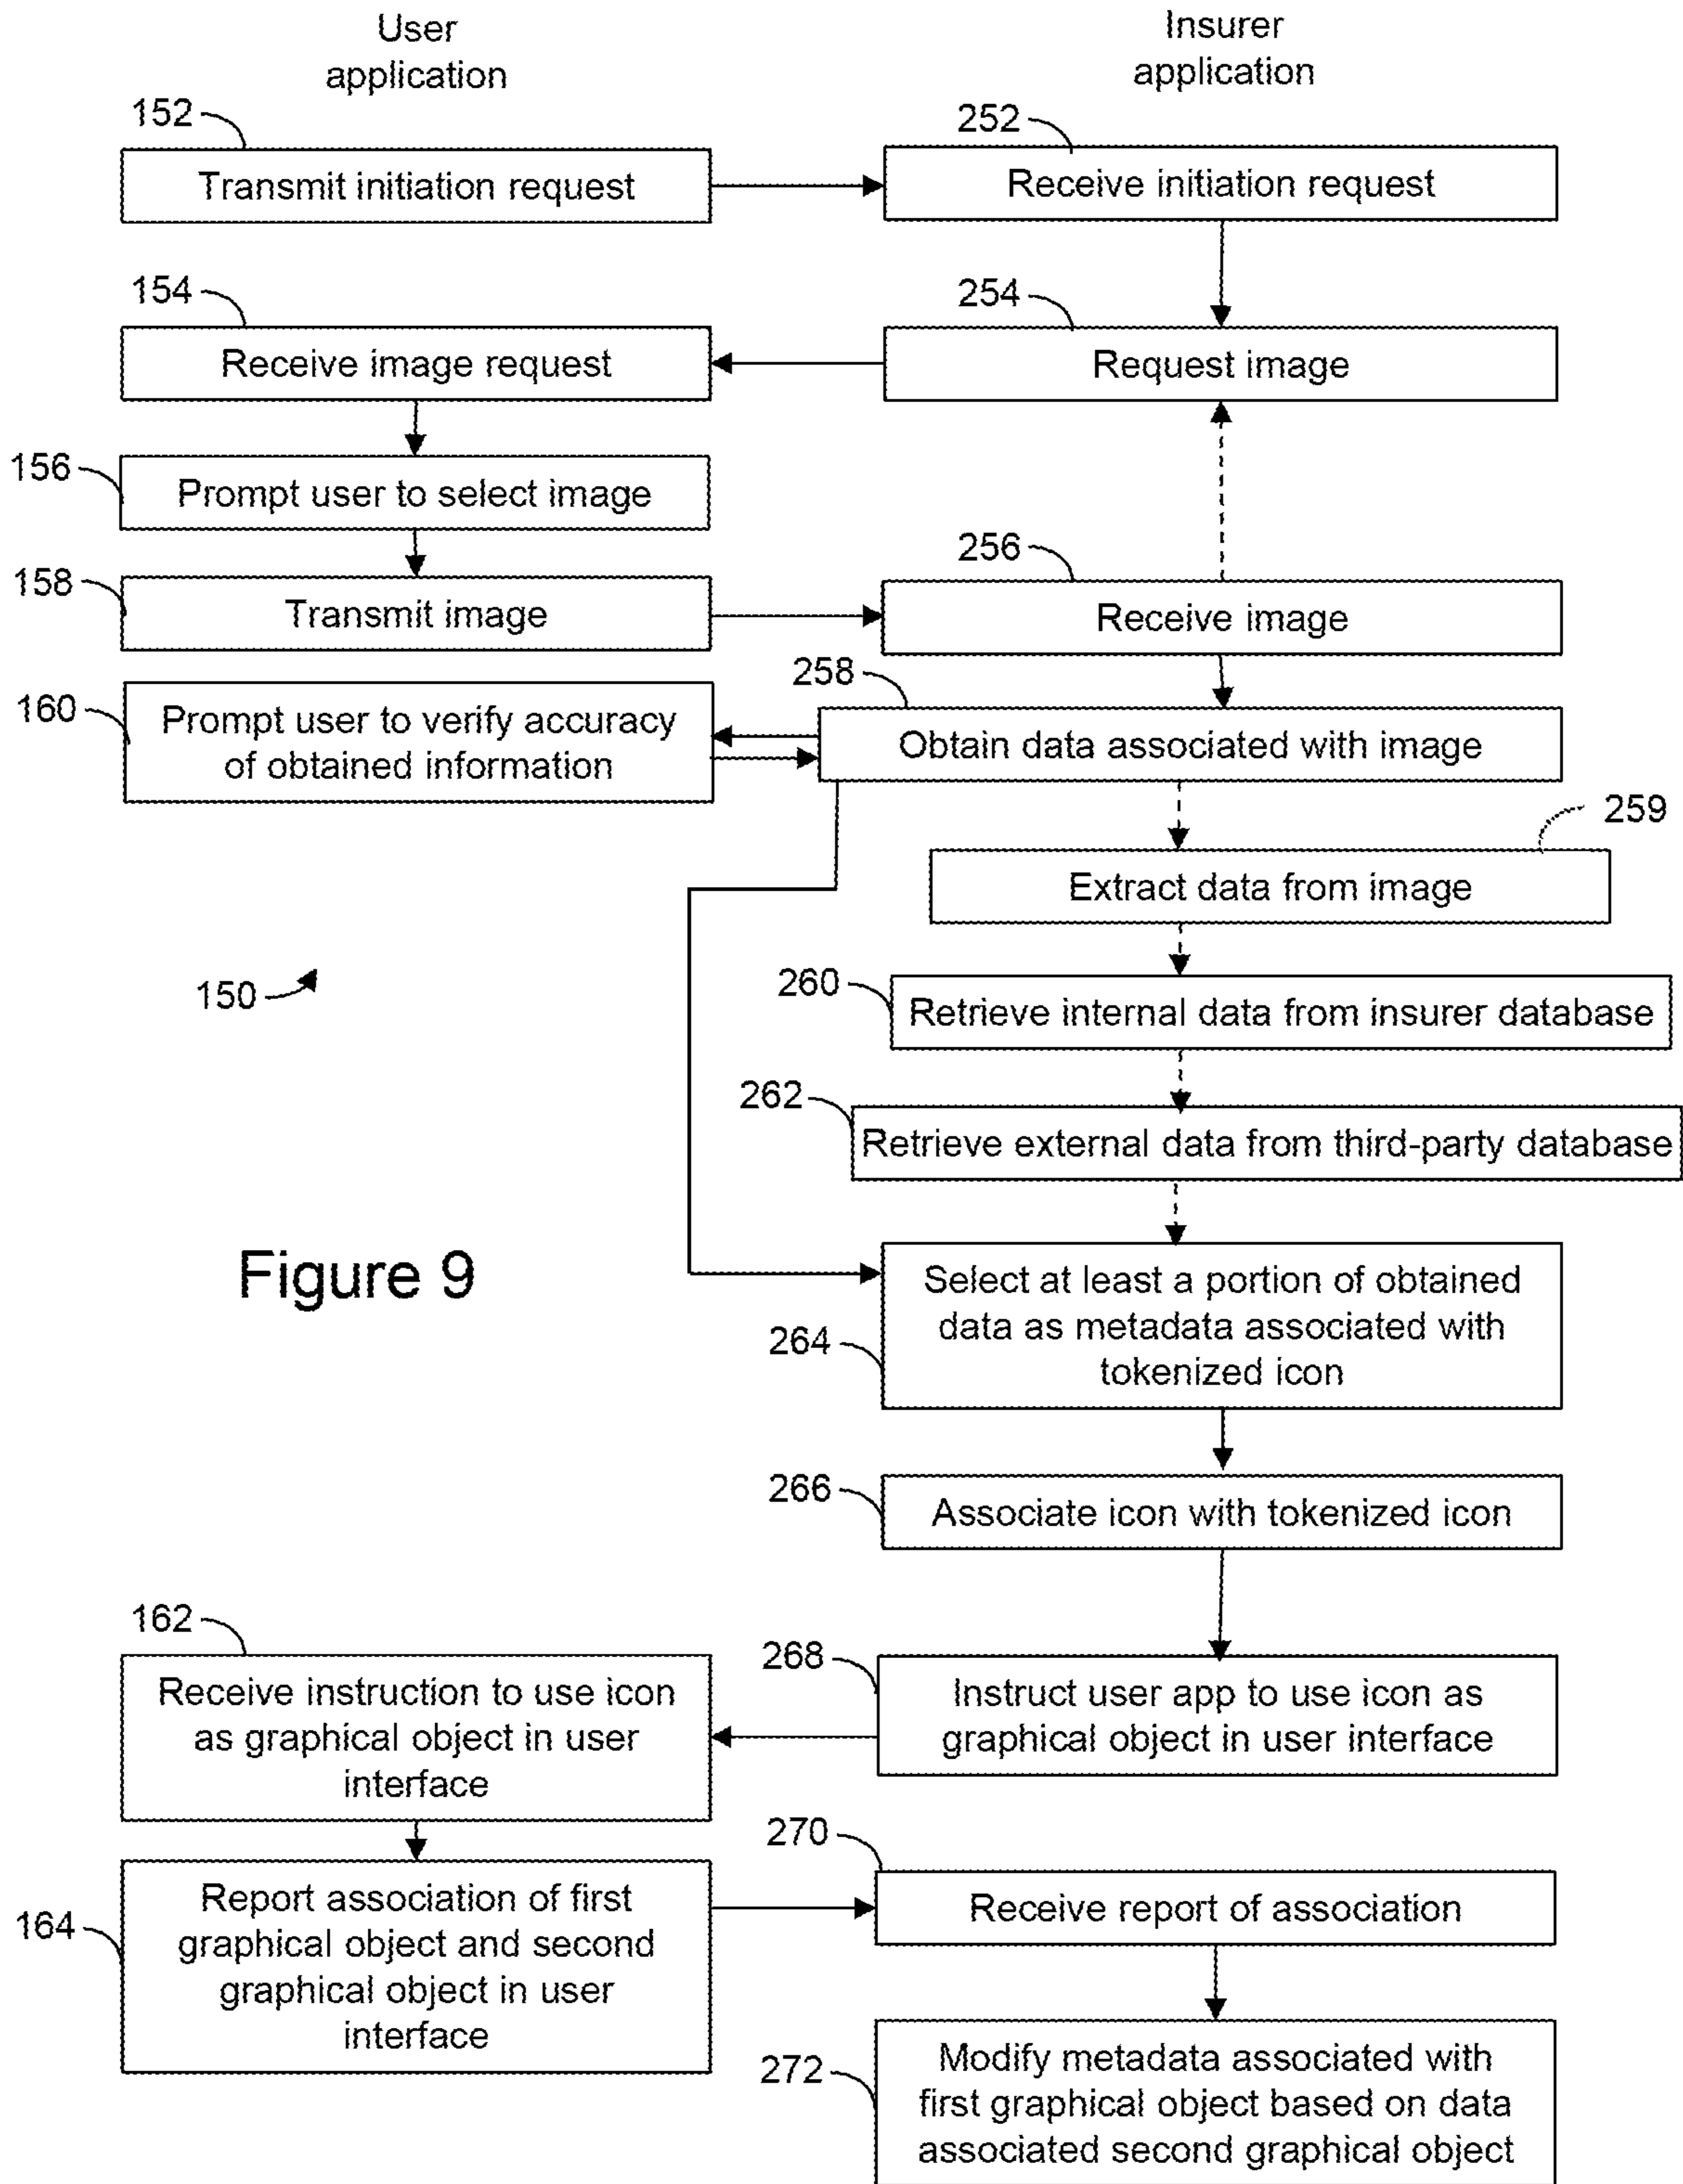 User
application
Insurer
application
152
252
Transmit initiation request
Receive initiation request
154
254
Receive image request
Request image
156
Prompt user to select image
256
158
Transmit image
Receive image
258
160
Prompt user to verify accuracy
of obtained information
Obtain data associated with image
259
Extract data from image
150
260
Retrieve internal data from insurer database
262
Retrieve external data from third-party database
Figure 9
264
Select at least a portion of obtained
data as metadata associated with
tokenized icon
266
Associate icon with tokenized icon
162
268
Receive instruction to use icon
as graphical object in user
interface
Instruct user app to use icon as
graphical object in user interface
270
164
Report association of first
graphical object and second
graphical object in user
interface
Receive report of association
272
Modify metadata associated with
first graphical object based on data
associated second graphical object